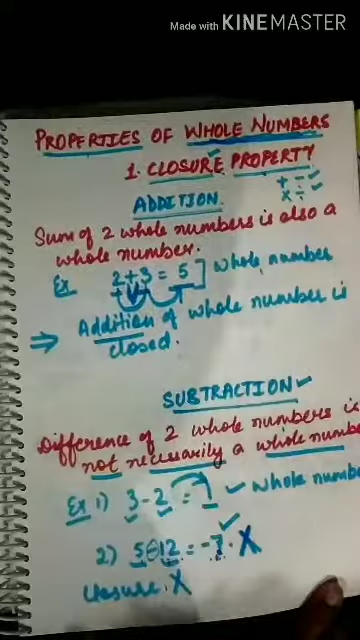 Made with KINEMASTER
PROPERTIES OF WHOLE NUMBERS
1. CLOSURE PROPERTY
+ - ✓
× ÷ ✓
ADDITION
Sum of 2 whole numbers is also a
whole number.
Ex 2+3 = 5] whole number
⇒ Addition of whole number is
closed.
SUBTRACTION ✓
Difference of 2 whole numbers is
not necessarily a whole numbe
Ex 1) 3-2 = 1 ✓ whole numbe
2) 5-12 = -7. ✓ X
closure. X